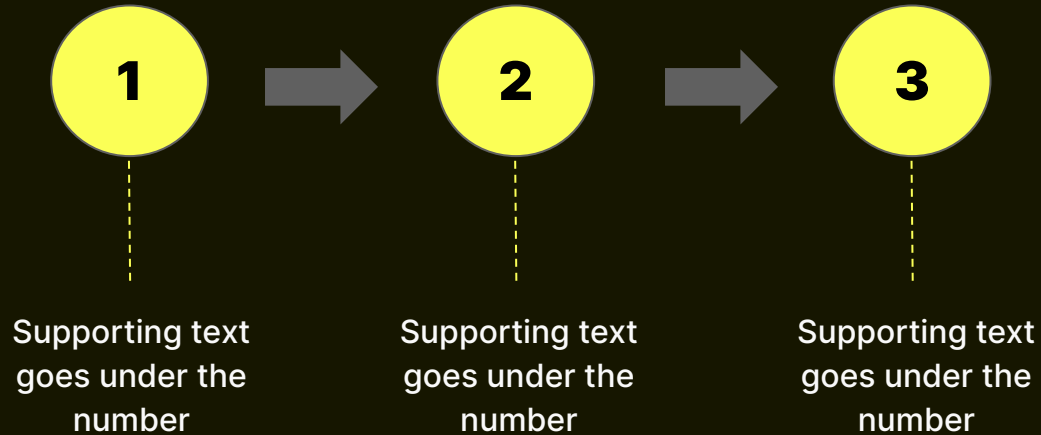 1
2
3
Supporting text
goes under the
number
Supporting text
goes under the
number
Supporting text
goes under the
number